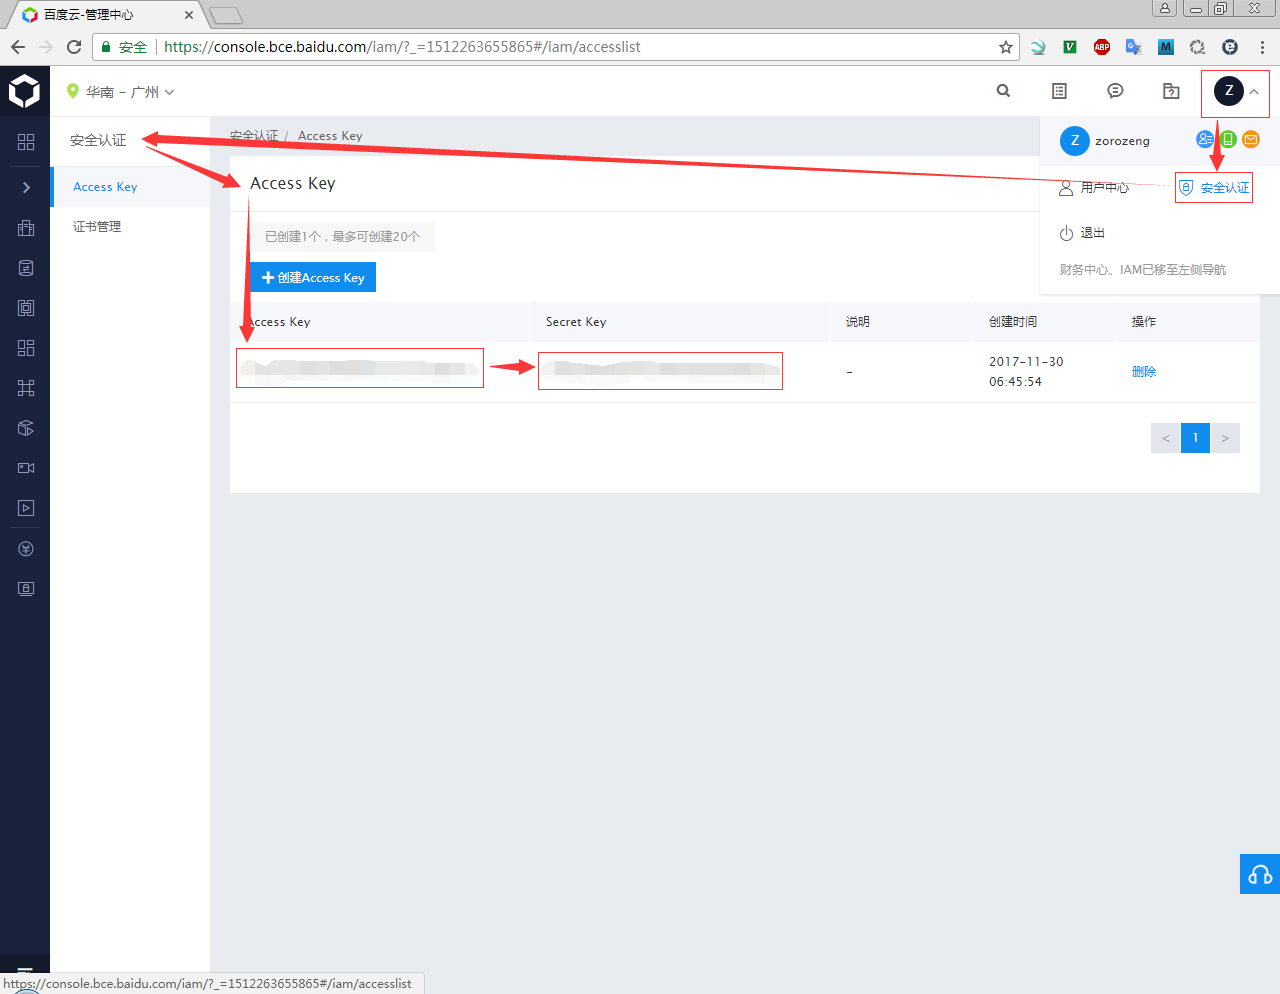 百度云-管理中心
安全
https://console.bce.baidu.com/iam/?_=1512263655865#/iam/accesslist
V
ABP
G
M
华南 - 广州
Z
安全认证
安全认证 / Access Key
Z
zorozeng
Access Key
Access Key
用户中心
安全认证
证书管理
已创建1个，最多可创建20个
退出
财务中心、IAM已移至左侧导航
创建Access Key
Access Key
Secret Key
说明
创建时间
操作
-
2017-11-30
06:45:54
删除
<
1
>
https://console.bce.baidu.com/iam/?_=1512263655865#/iam/accesslist